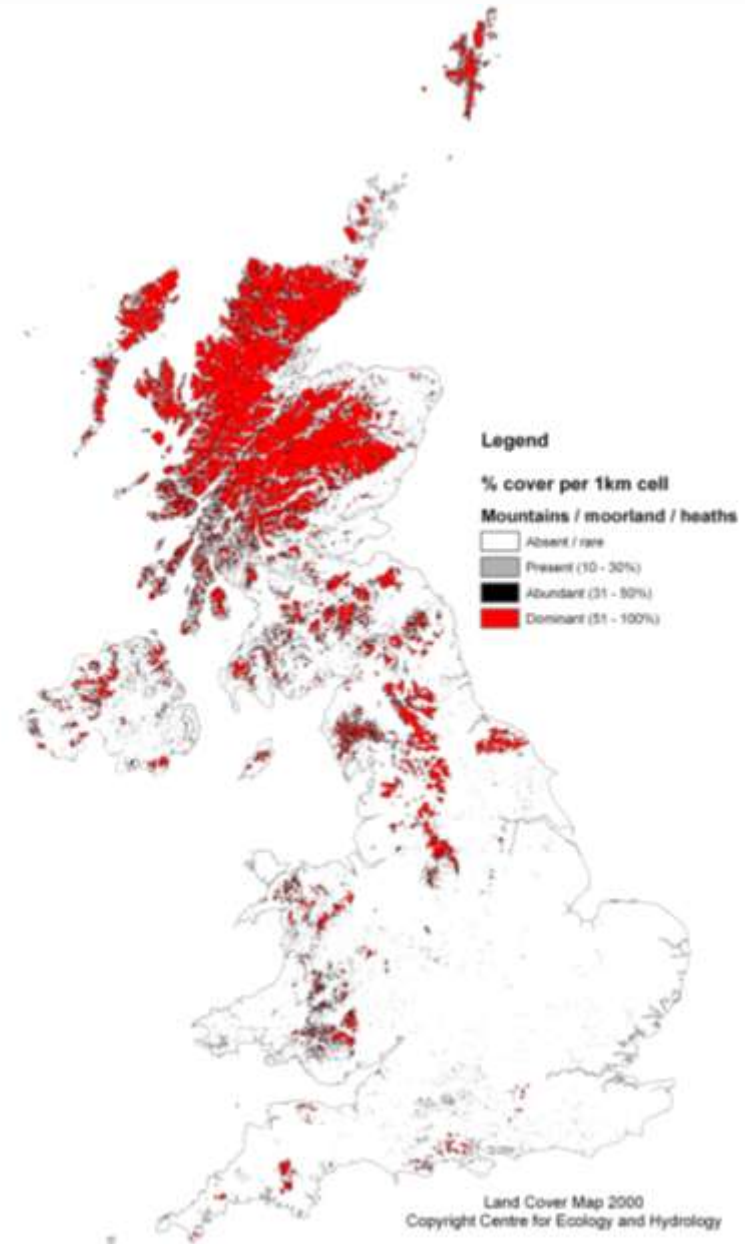 Legend
% cover per 1km cell
Mountains / moorland / heaths
Absent / rare
Present (10 - 30%)
Abundant (31 - 50%)
Dominant (51 - 100%)
Land Cover Map 2000
Copyright Centre for Ecology and Hydrology